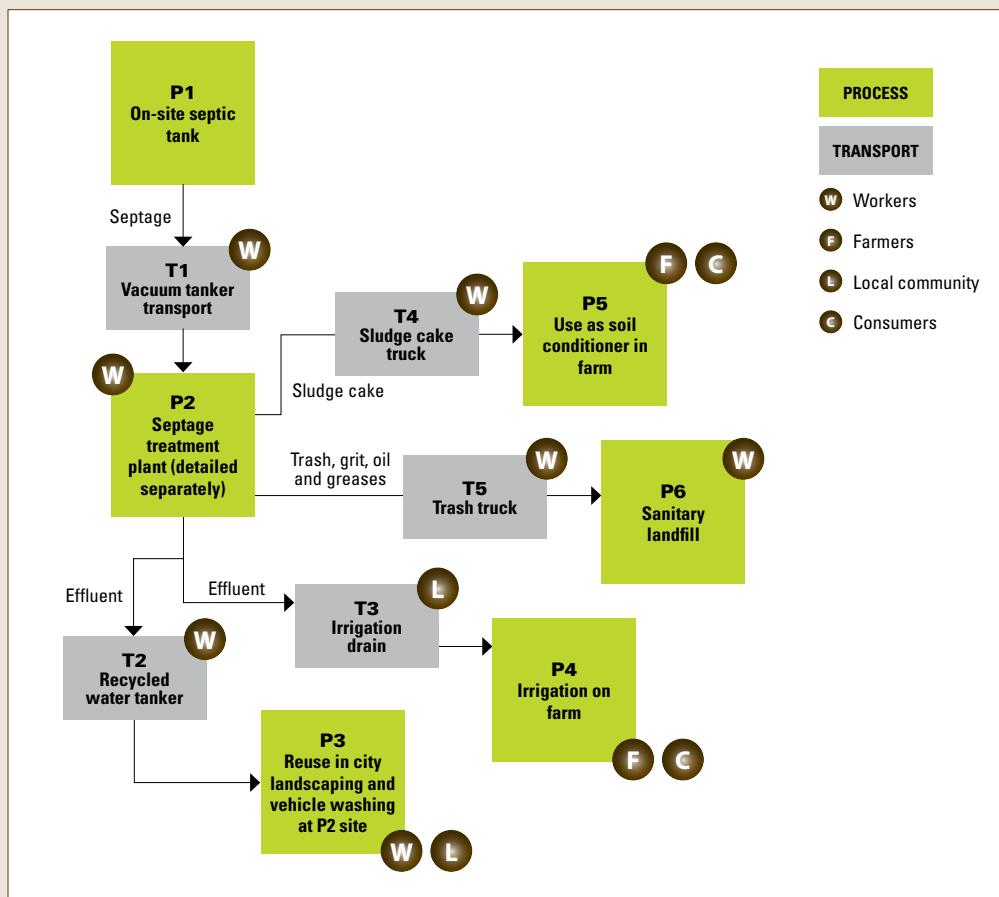 P1
On-site septic
tank
Septage
W
T1
Vacuum tanker
transport
W
P2
Septage
treatment
plant (detailed
separately)
Sludge cake
W
T4
Sludge cake
truck
F C
P5
Use as soil
conditioner in
farm
Trash, grit, oil
and greases
W
T5
Trash truck
W
P6
Sanitary
landfill
Effluent
Effluent
L
T3
Irrigation
drain
P4
Irrigation on
farm
F C
W
T2
Recycled
water tanker
P3
Reuse in city
landscaping and
vehicle washing
at P2 site
W L
PROCESS
TRANSPORT
W Workers
F Farmers
L Local community
C Consumers